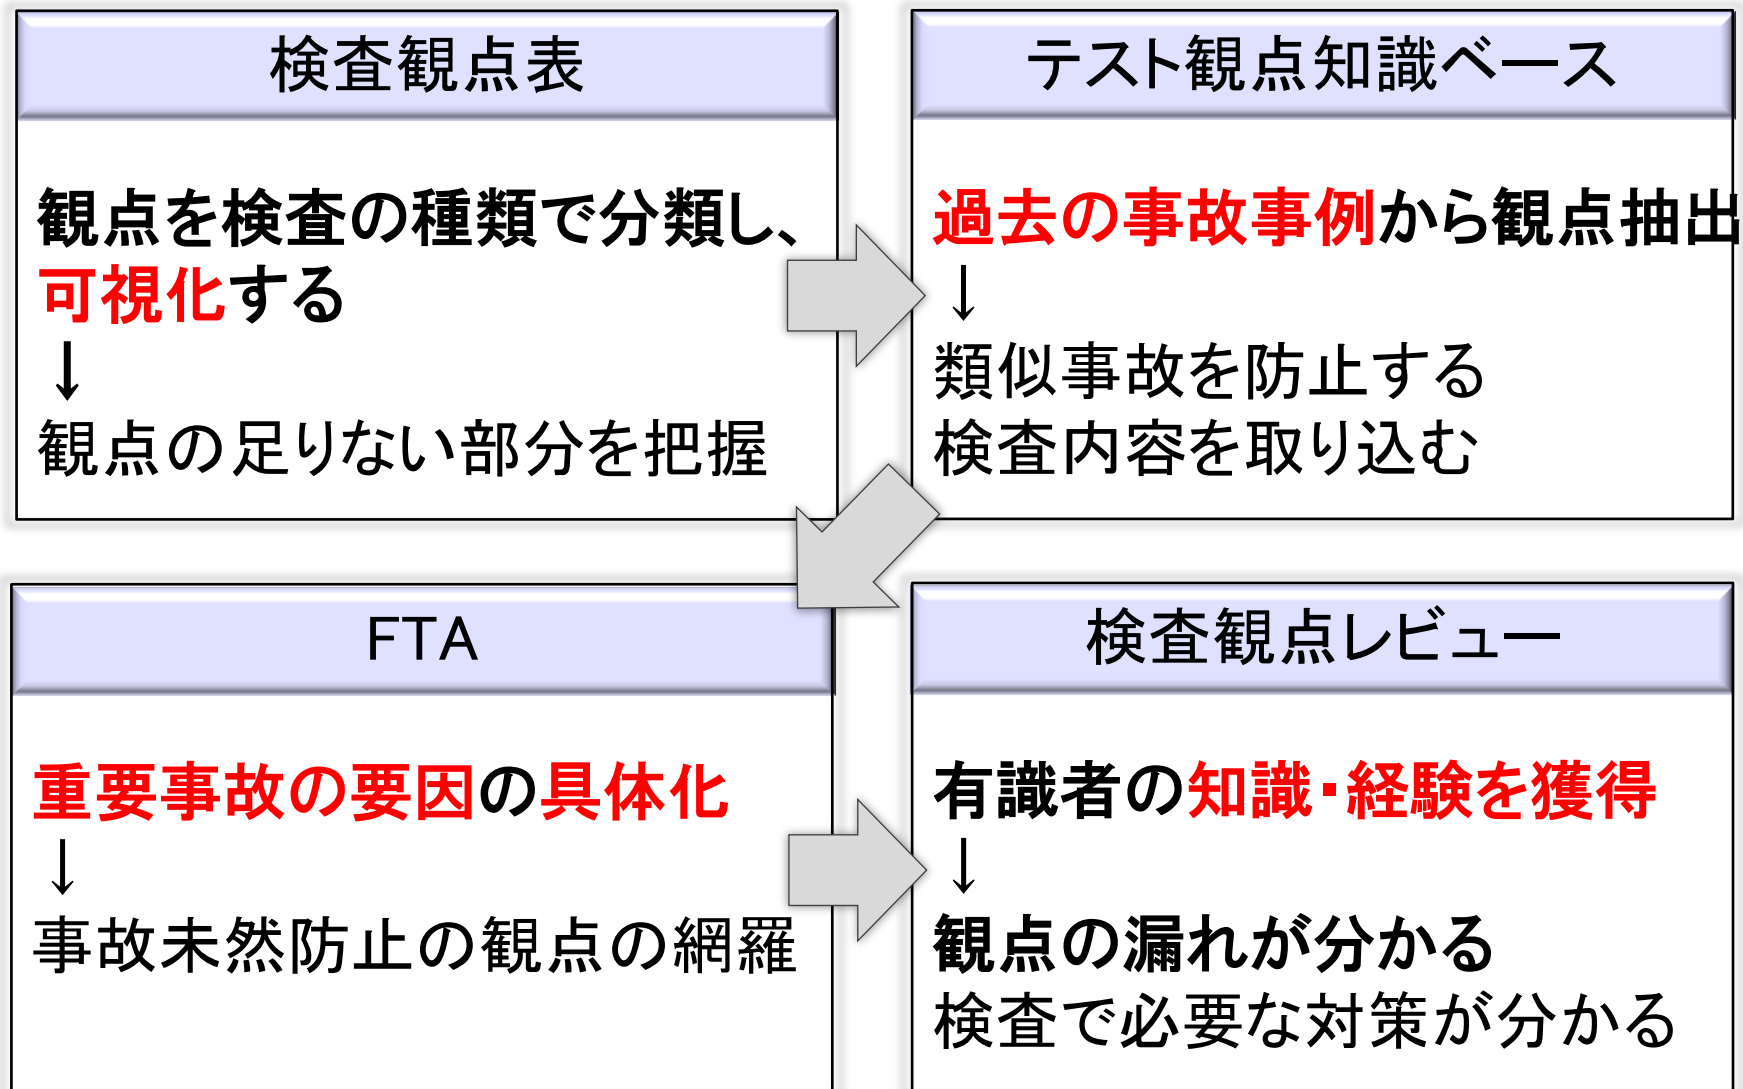 検査観点表
観点を検査の種類で分類し、
可視化する
↓
観点の足りない部分を把握
テスト観点知識ベース
過去の事故事例から観点抽出
↓
類似事故を防止する
検査内容を取り込む
FTA
重要事故の要因の具体化
↓
事故未然防止の観点の網羅
検査観点レビュー
有識者の知識・経験を獲得
↓
観点の漏れが分かる
検査で必要な対策が分かる